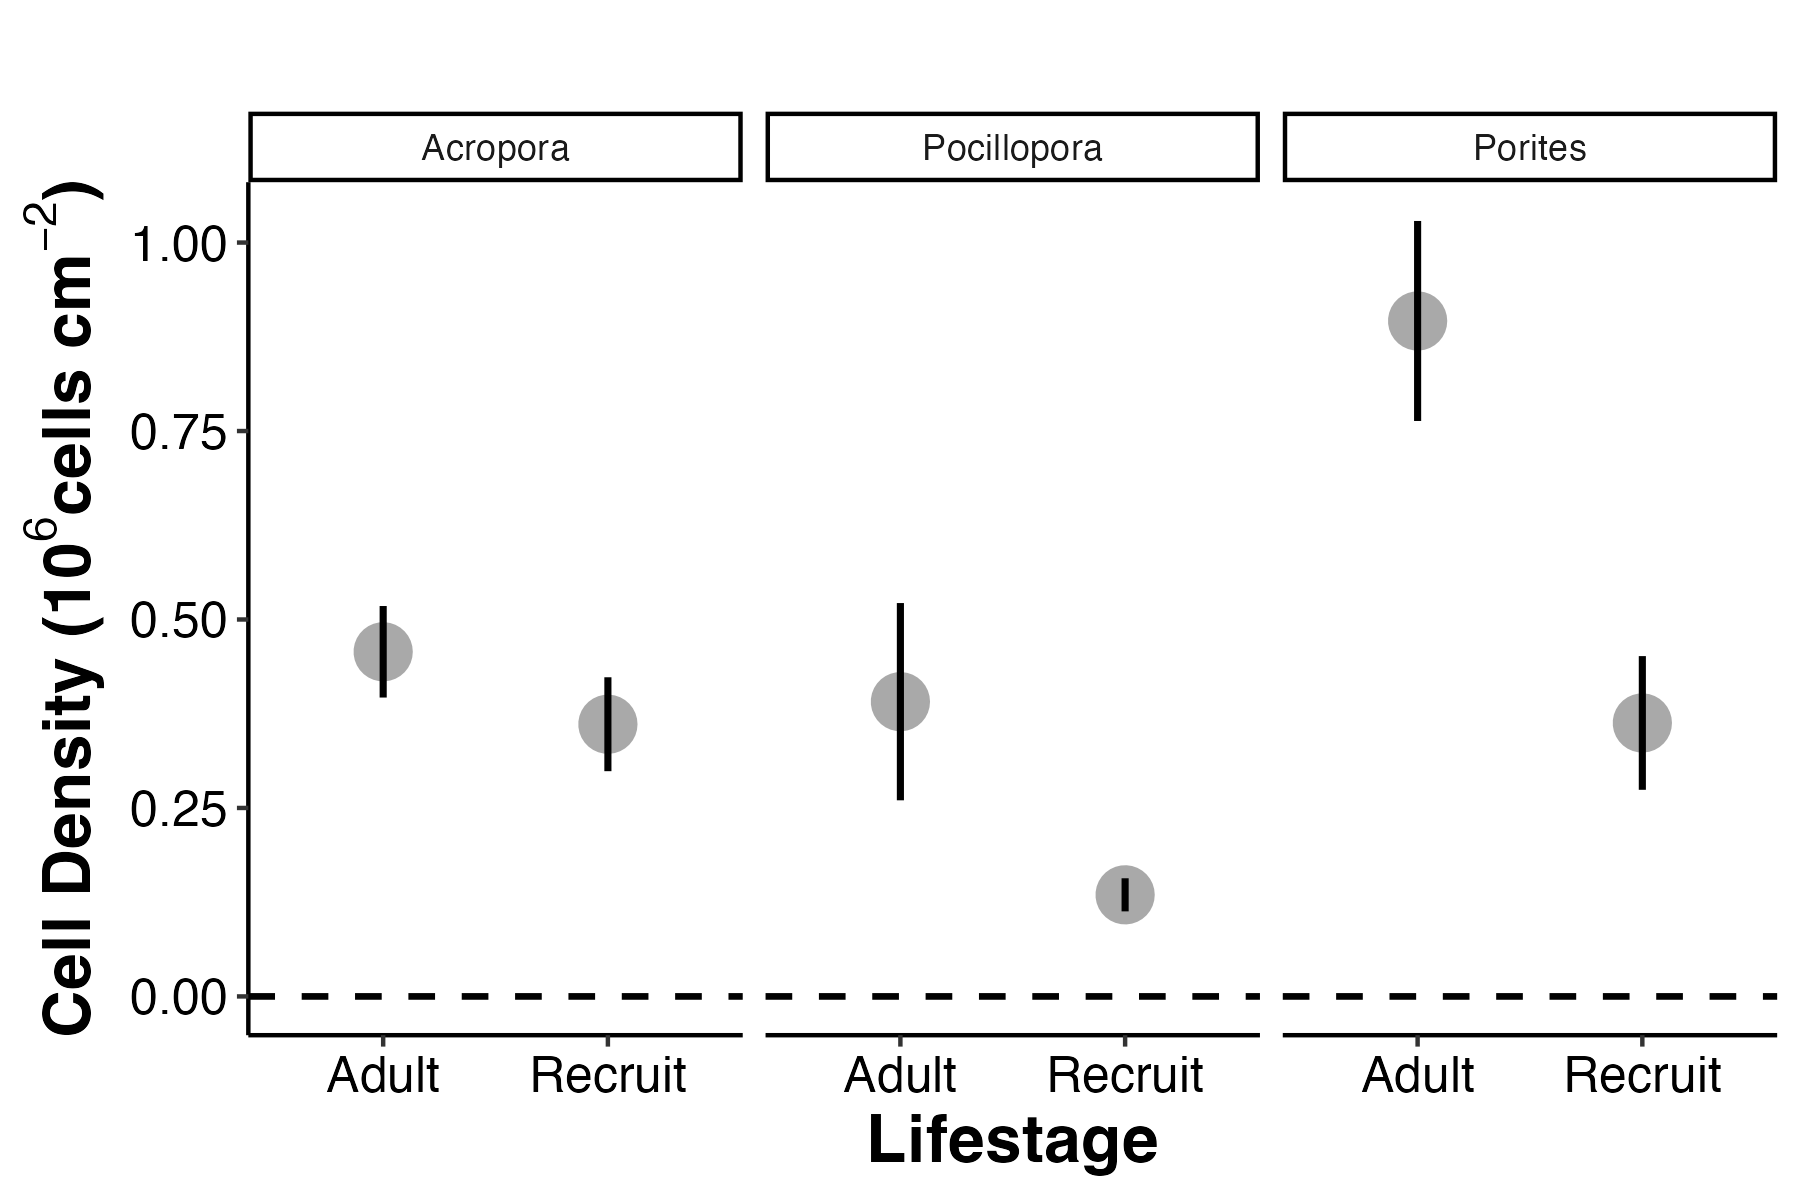 Acropora
Pocillopora
Porites
Cell Density (10⁶cells cm⁻²)
1.00
0.75
0.50
0.25
0.00
Adult Recruit Adult Recruit Adult Recruit
Lifestage